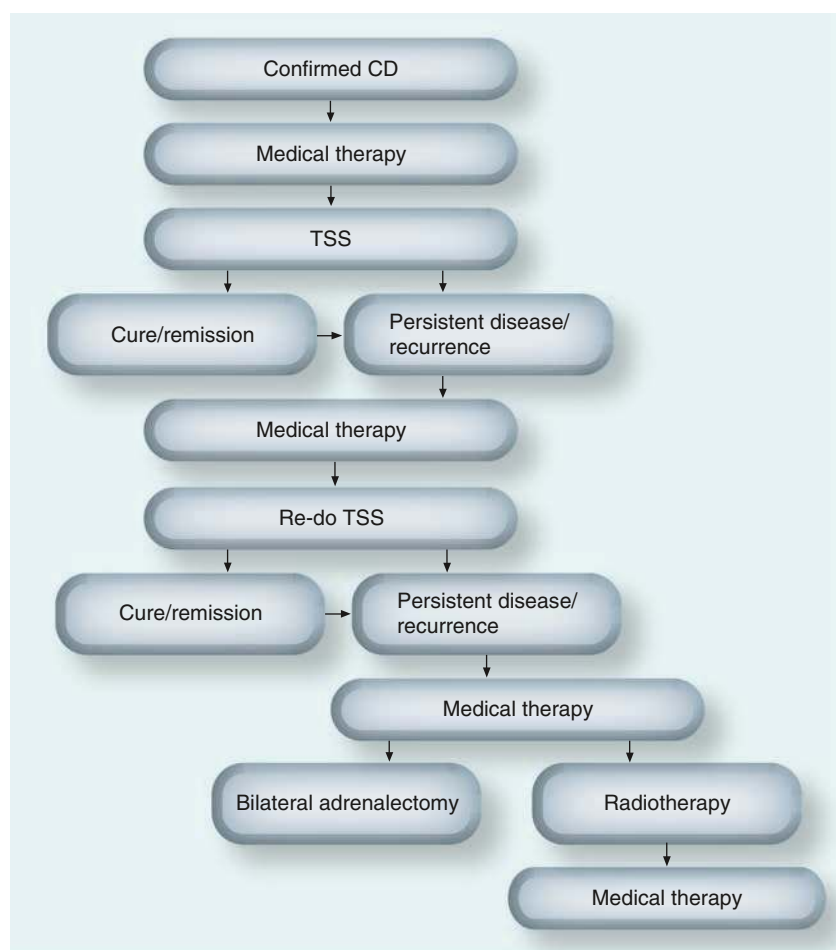 Confirmed CD
Medical therapy
TSS
Cure/remission
Persistent disease/
recurrence
Medical therapy
Re-do TSS
Cure/remission
Persistent disease/
recurrence
Medical therapy
Bilateral adrenalectomy
Radiotherapy
Medical therapy